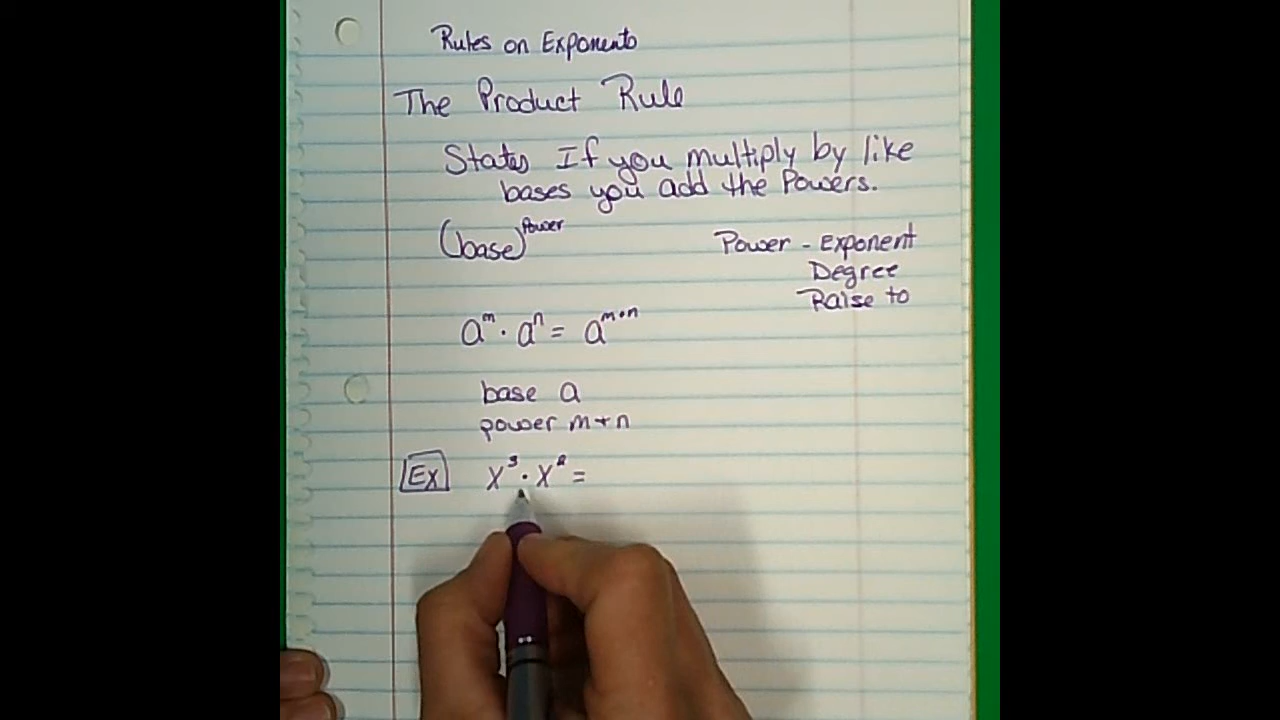 Rules on Exponents
The Product Rule
States If you multiply by like
bases you add the Powers.
(base)^Power
Power - Exponent
Degree
Raise to
a^m · a^n = a^m+n
base a
power m+n
Ex x^3 · x^2 =